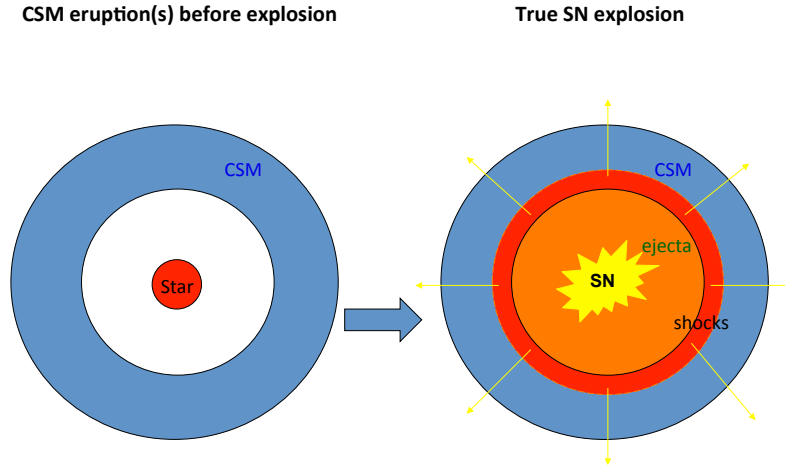 CSM eruption(s) before explosion
True SN explosion
CSM
CSM
ejecta
Star
SN
shocks